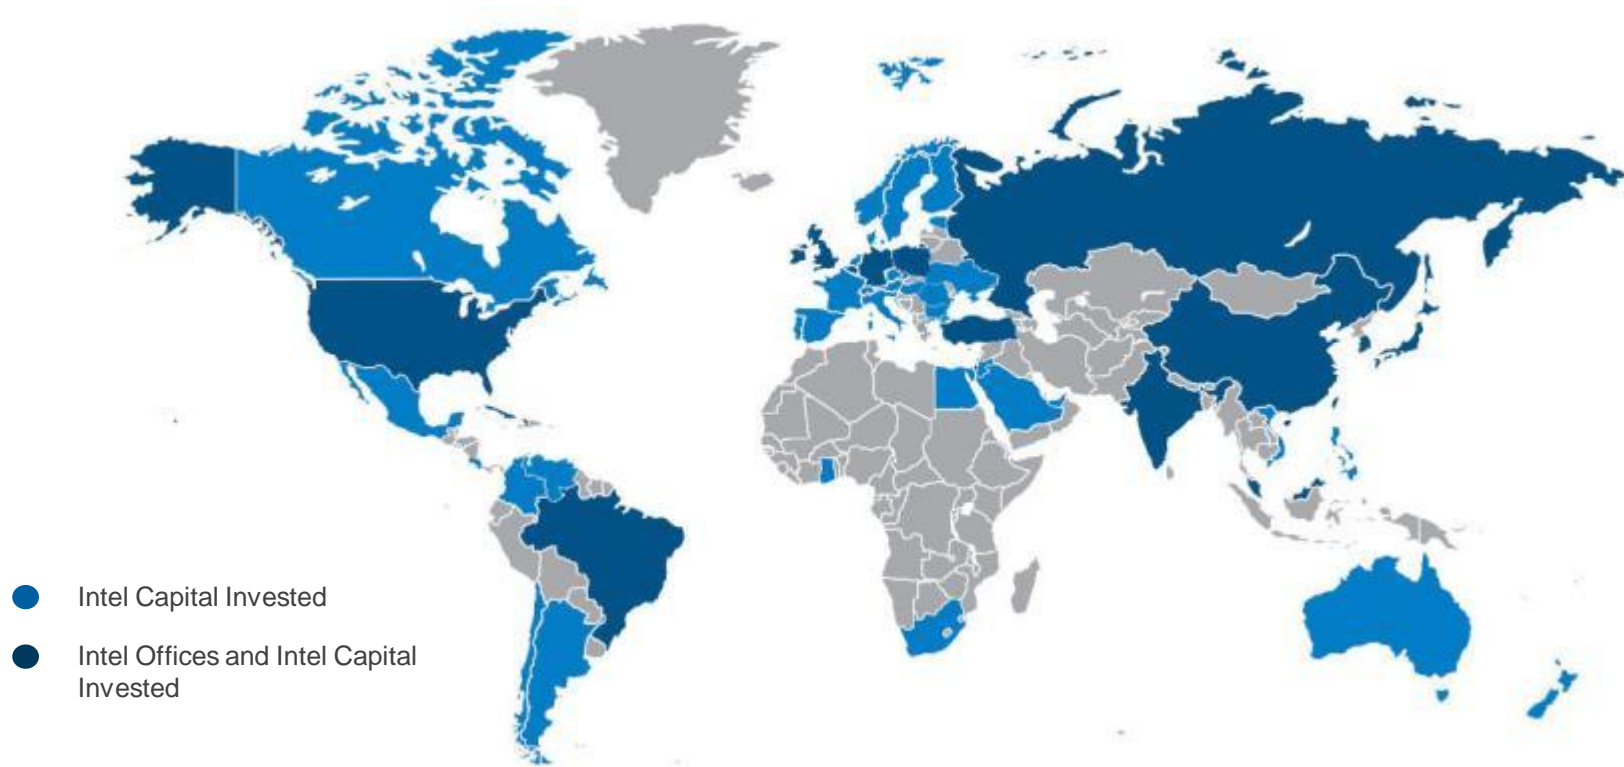 Intel Capital Invested
Intel Offices and Intel Capital
Invested